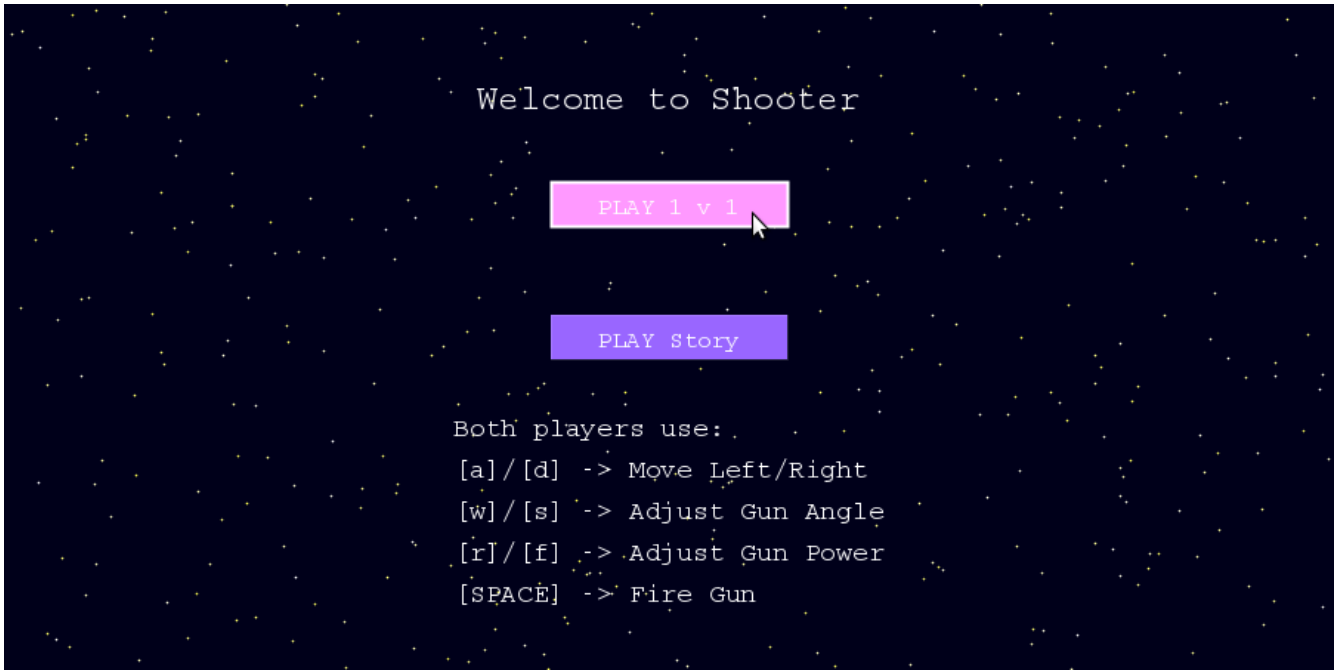 Welcome to Shooter
PLAY 1 v 1
PLAY Story
Both players use:
[a]/[d] -> Move Left/Right
[w]/[s] -> Adjust Gun Angle
[r]/[f] -> Adjust Gun Power
[SPACE] -> Fire Gun